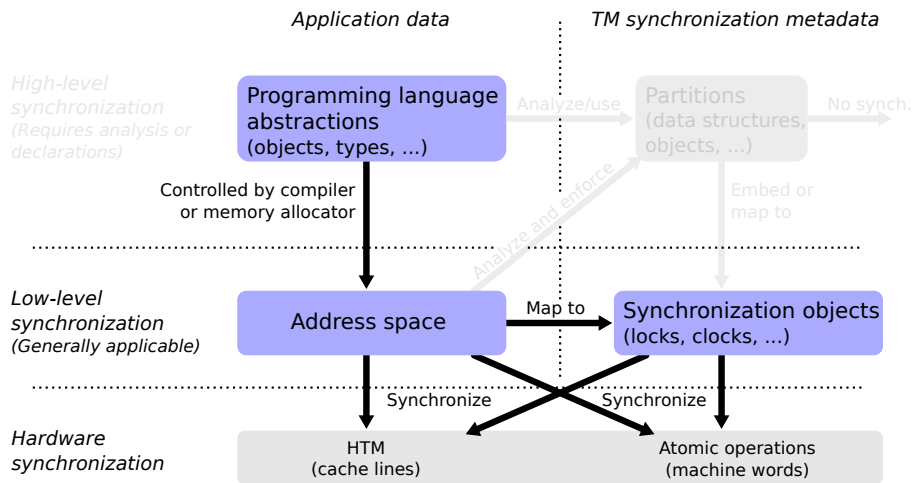 Application data
TM synchronization metadata
High-level
synchronization
(Requires analysis or
declarations)
Programming language
abstractions
(objects, types, ...)
Analyze/use
Partitions
(data structures,
objects, ...)
No synch.
Controlled by compiler
or memory allocator
Analyze and enforce
Embed or
map to
Low-level
synchronization
(Generally applicable)
Address space
Map to
Synchronization objects
(locks, clocks, ...)
Synchronize
Synchronize
Hardware
synchronization
HTM
(cache lines)
Atomic operations
(machine words)